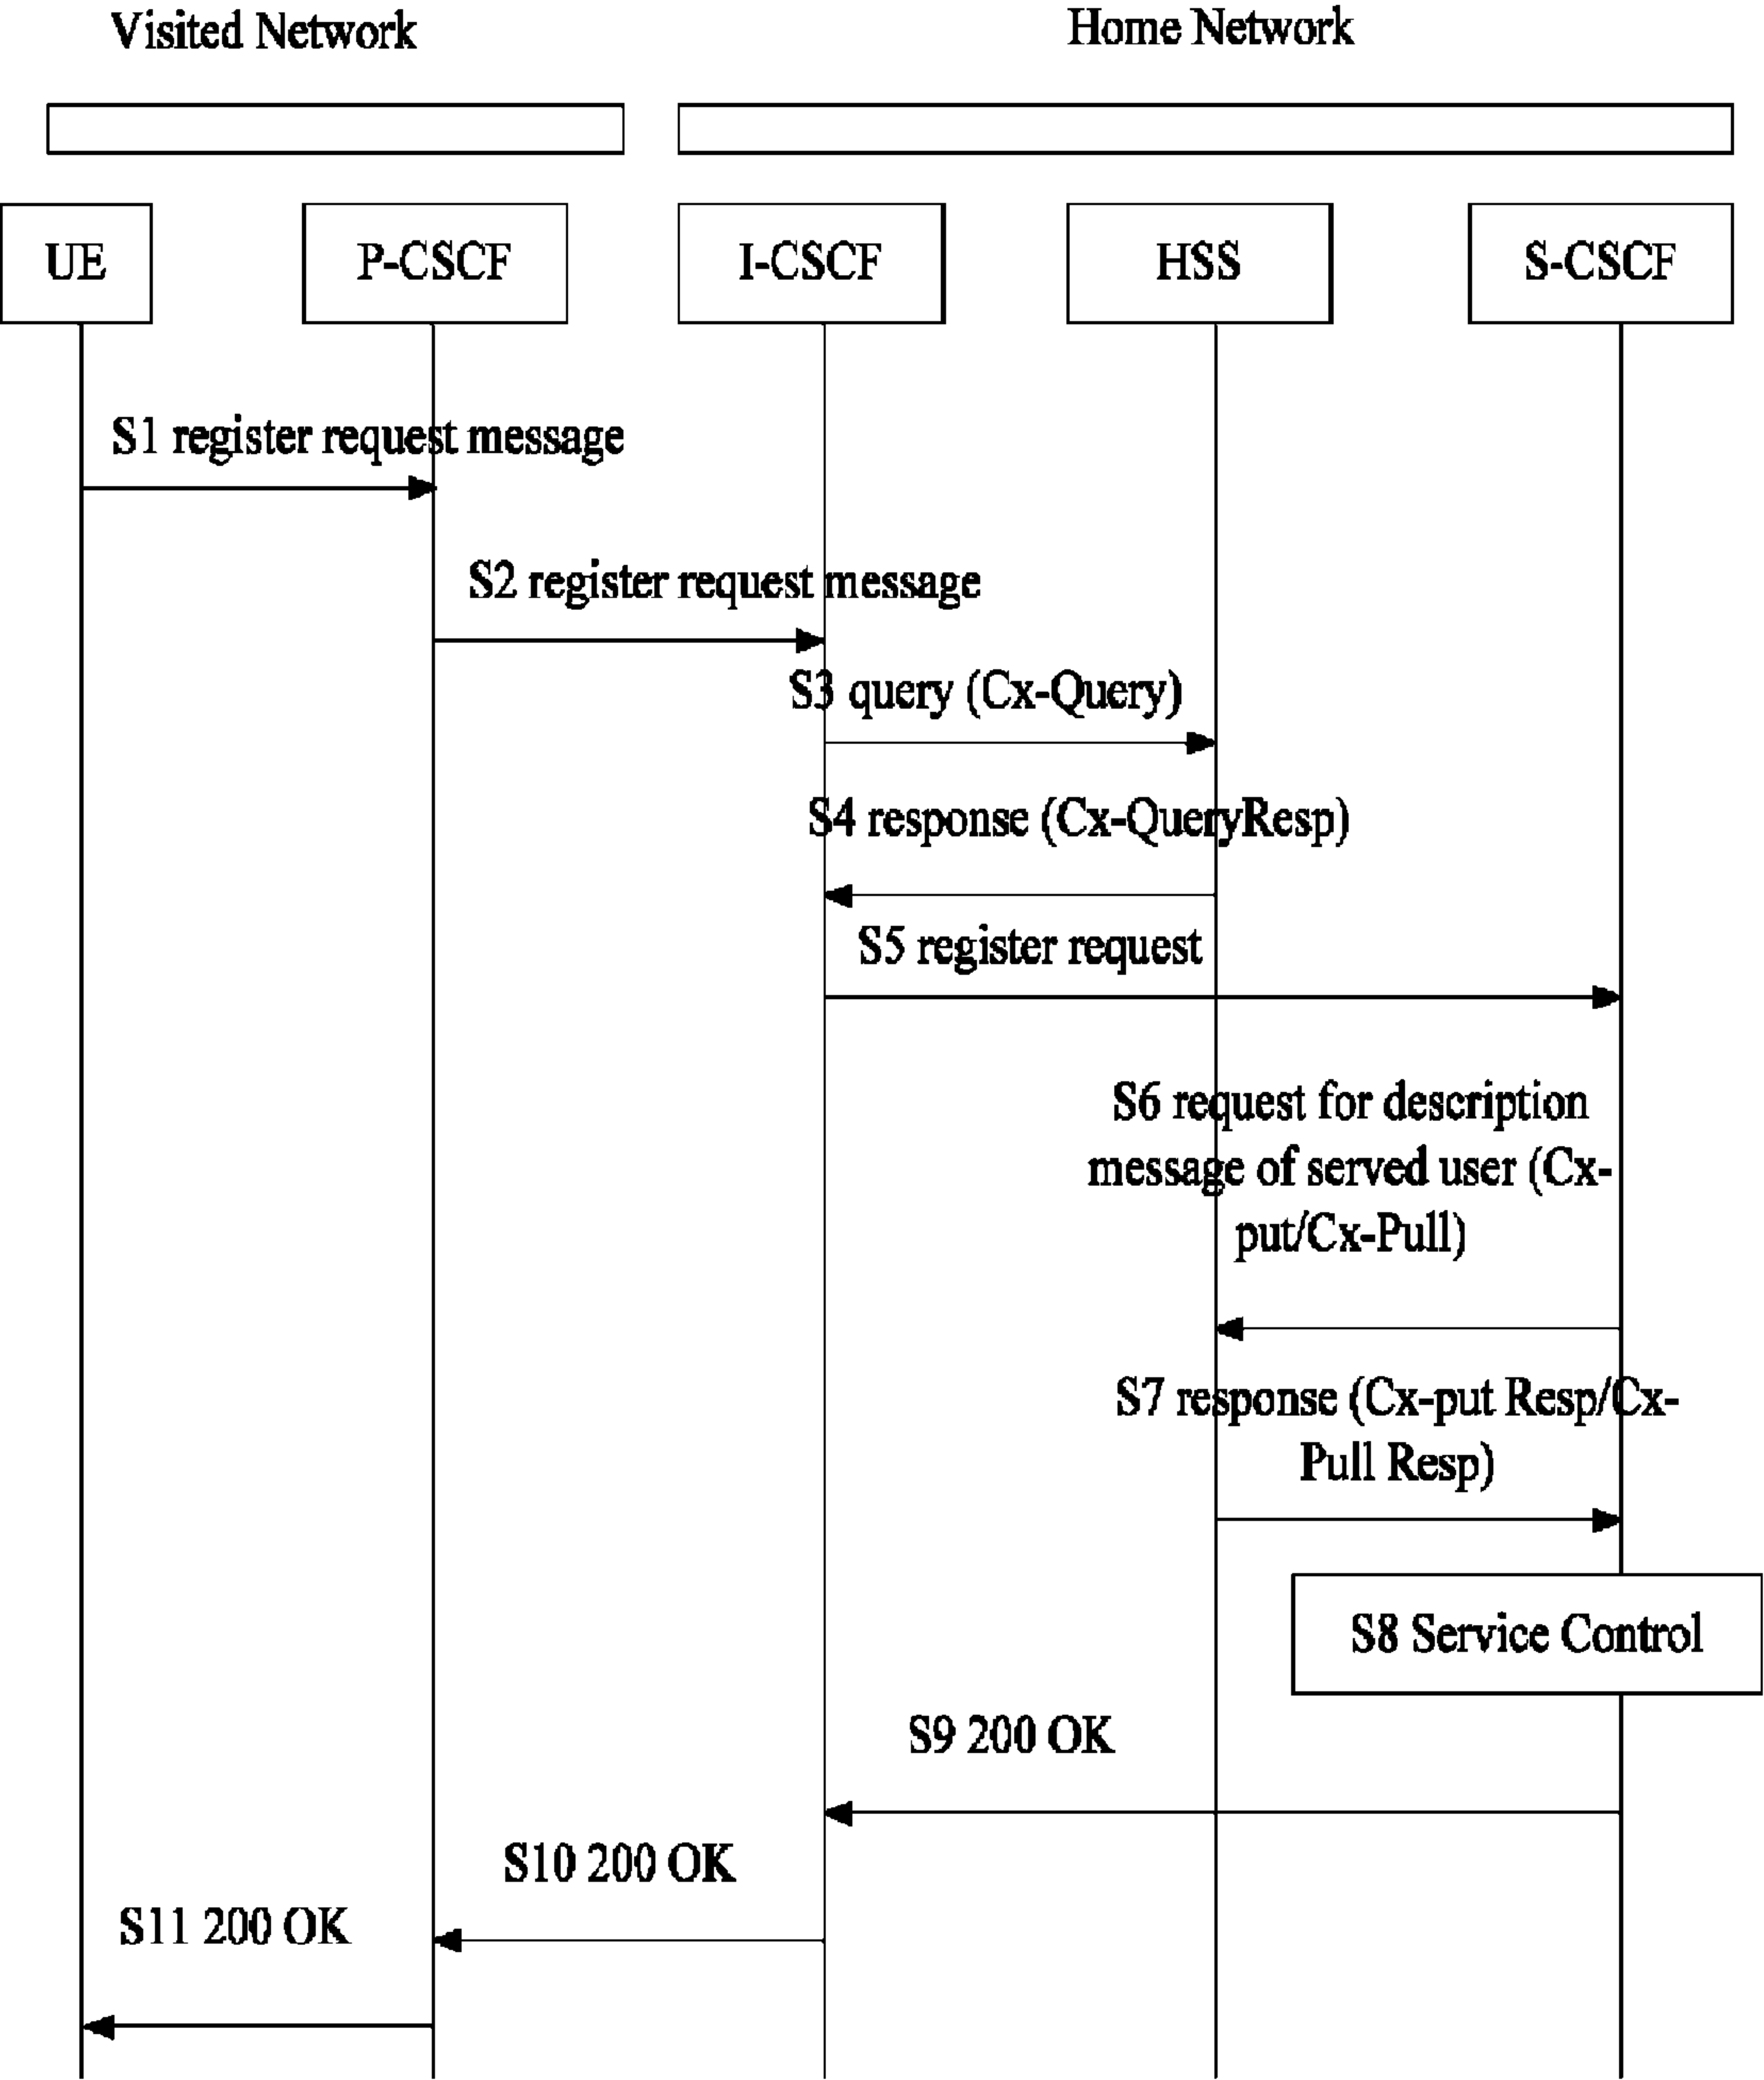 Visited Network
Home Network
UE
P-CSCF
I-CSCF
HSS
S-CSCF
S1 register request message
S2 register request message
S3 query (Cx-Query)
S4 response (Cx-QueryResp)
S5 register request
S6 request for description
message of served user (Cx-
put/Cx-Pull)
S7 response (Cx-put Resp/Cx-
Pull Resp)
S8 Service Control
S9 200 OK
S10 200 OK
S11 200 OK